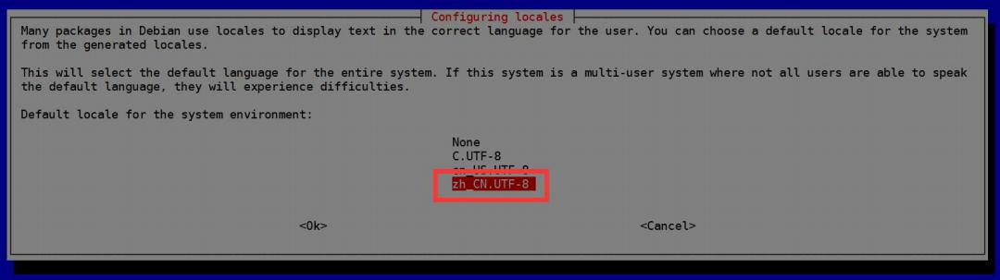 Configuring locales
Many packages in Debian use locales to display text in the correct language for the user. You can choose a default locale for the system
from the generated locales.
This will select the default language for the entire system. If this system is a multi-user system where not all users are able to speak
the default language, they will experience difficulties.
Default locale for the system environment:
None
C.UTF-8
en_US.UTF-8
zh_CN.UTF-8
<Ok> <Cancel>